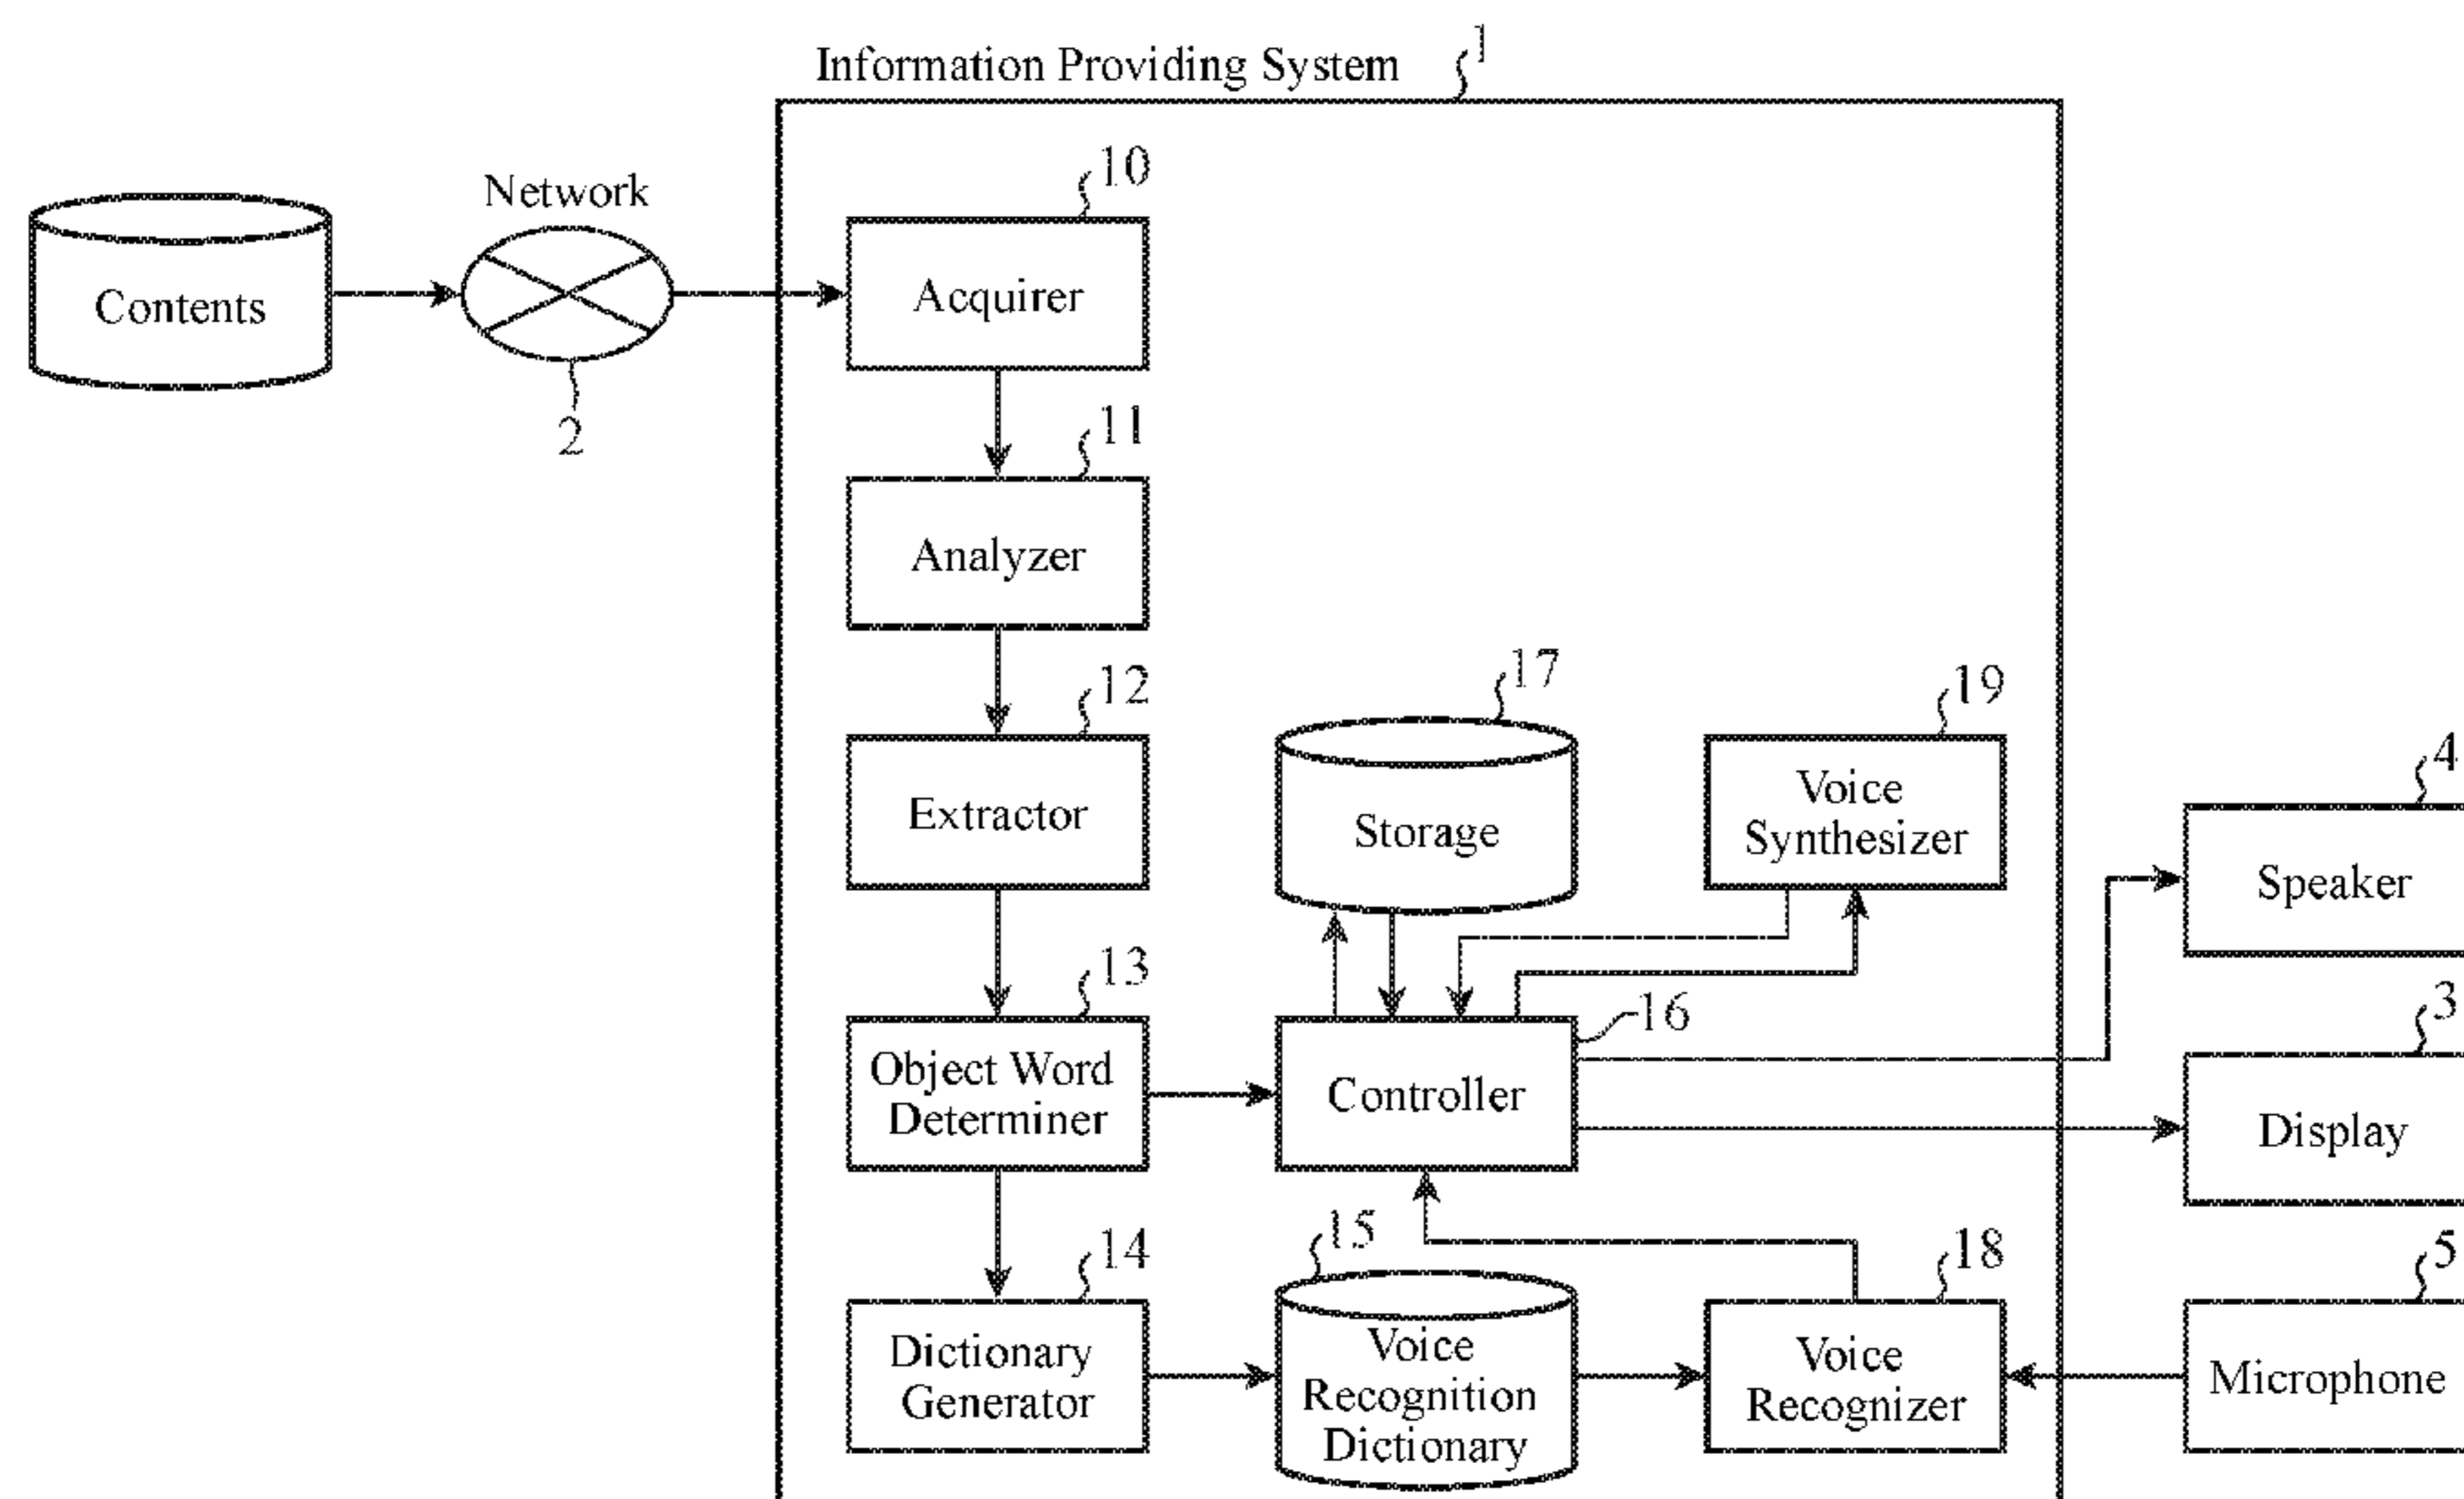 Information Providing System
1
10
Network
Contents
Acquirer
2
11
Analyzer
12
17
19
Extractor
Storage
Voice
Synthesizer
4
Speaker
13
16
3
Object Word
Determiner
Controller
Display
14
15
18
5
Dictionary
Generator
Voice
Recognition
Dictionary
Voice
Recognizer
Microphone